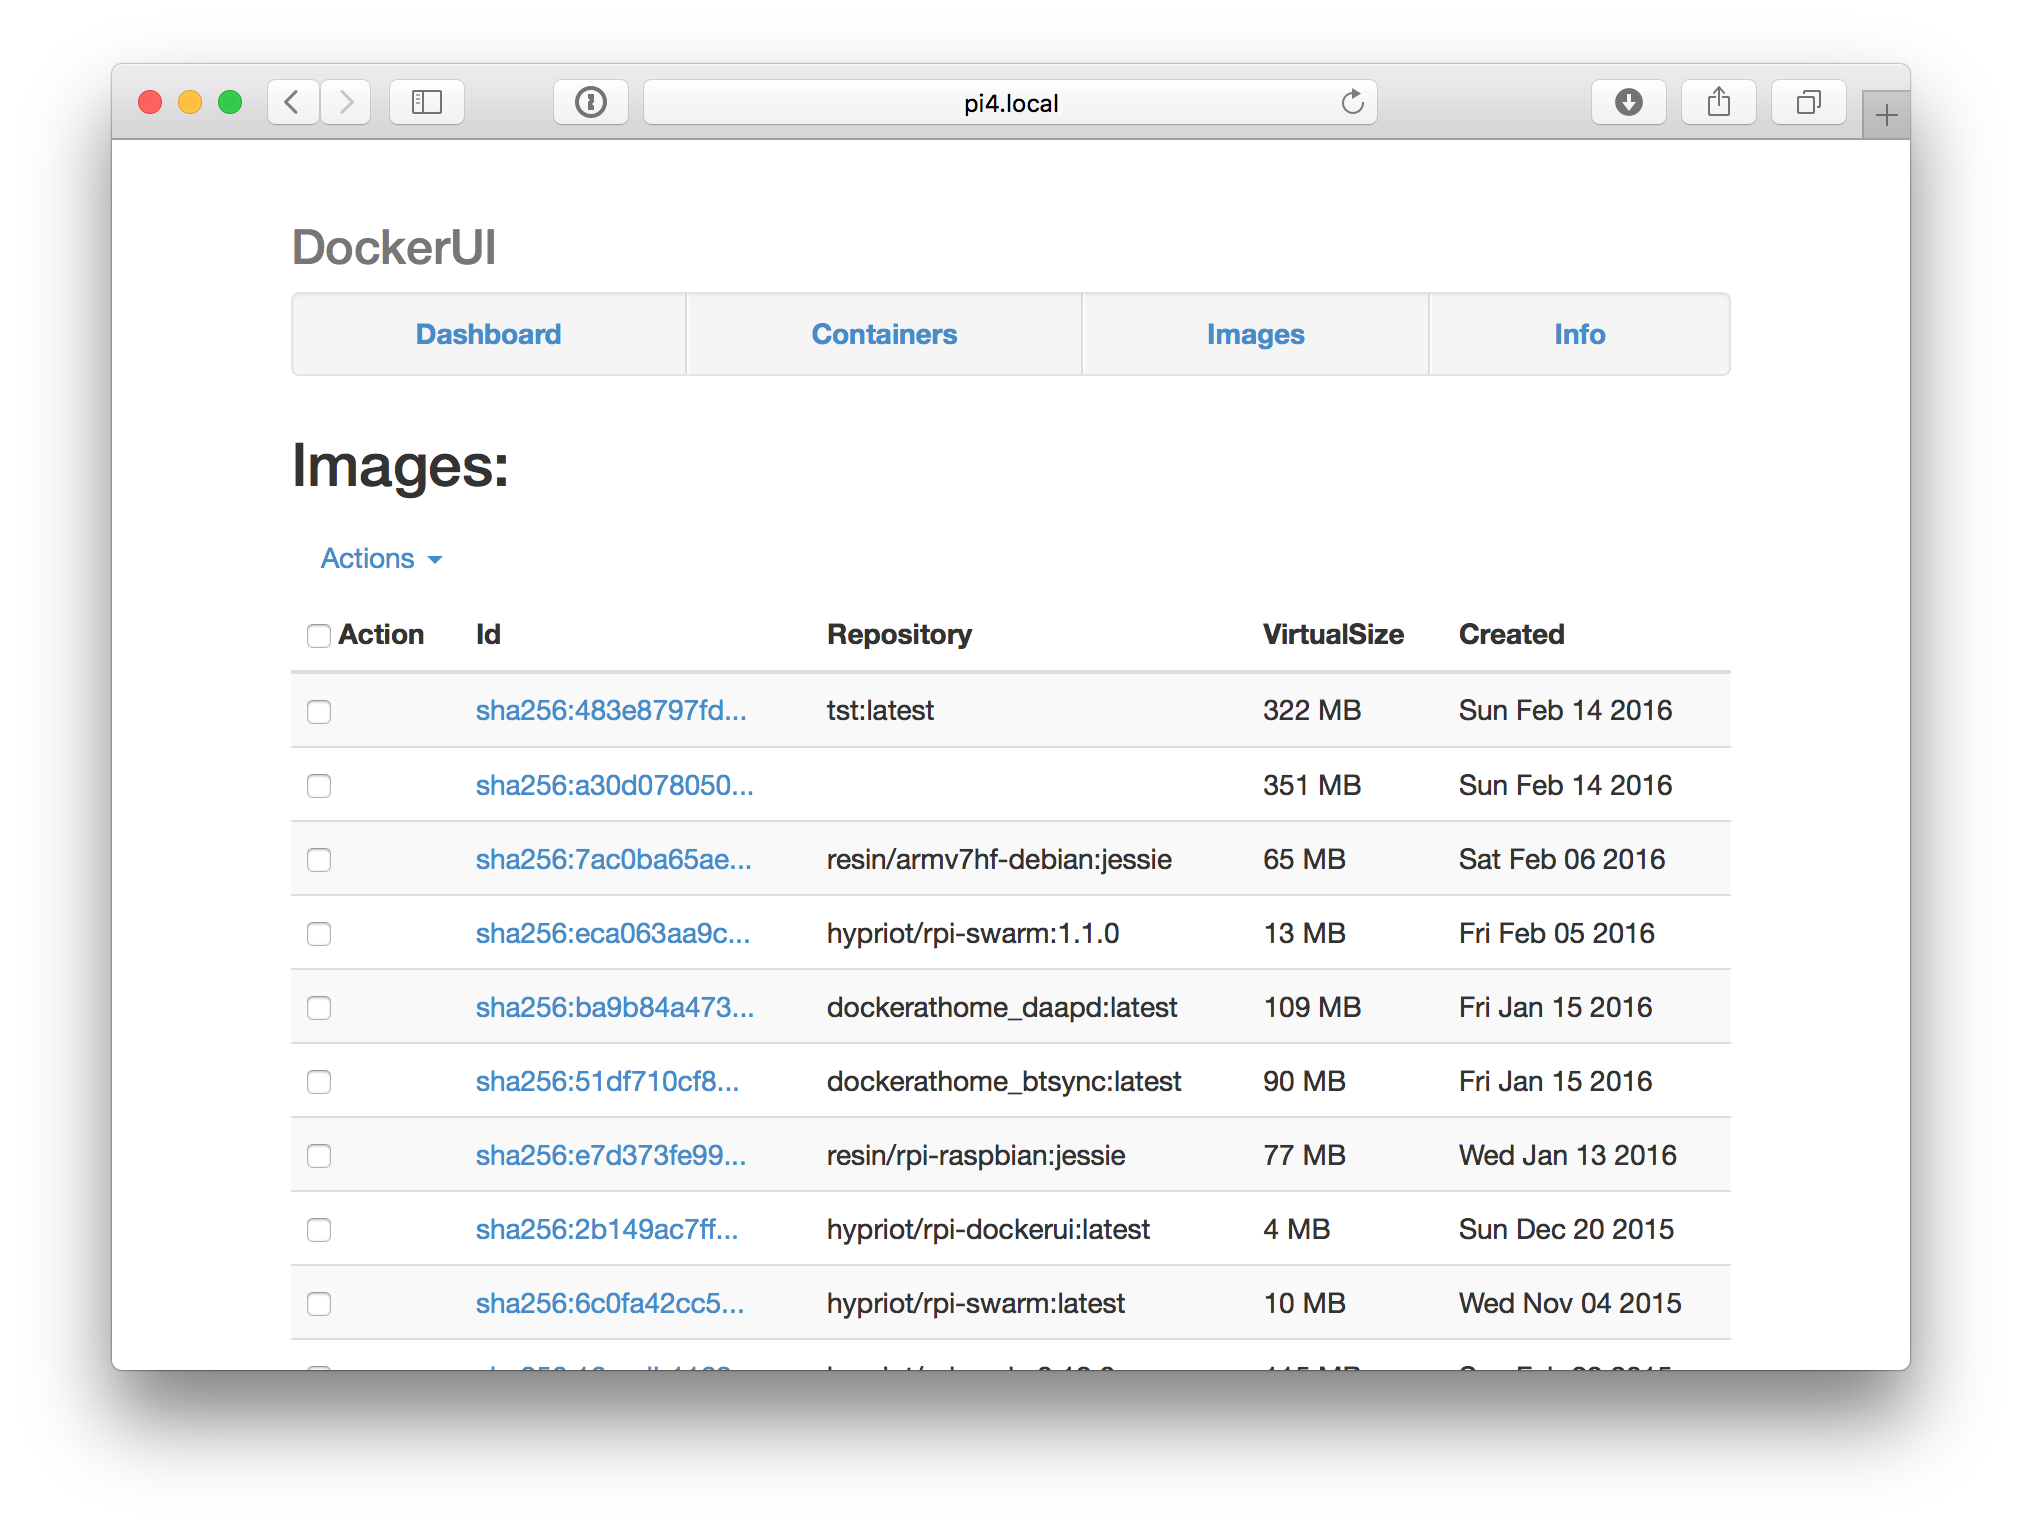 pi4.local
DockerUI
Dashboard Containers Images Info
Images:
Actions
Action Id Repository VirtualSize Created
sha256:483e8797fd... tst:latest 322 MB Sun Feb 14 2016
sha256:a30d078050... 351 MB Sun Feb 14 2016
sha256:7ac0ba65ae... resin/armv7hf-debian:jessie 65 MB Sat Feb 06 2016
sha256:eca063aa9c... hypriot/rpi-swarm:1.1.0 13 MB Fri Feb 05 2016
sha256:ba9b84a473... dockerathome_daapd:latest 109 MB Fri Jan 15 2016
sha256:51df710cf8... dockerathome_btsync:latest 90 MB Fri Jan 15 2016
sha256:e7d373fe99... resin/rpi-raspbian:jessie 77 MB Wed Jan 13 2016
sha256:2b149ac7ff... hypriot/rpi-dockerui:latest 4 MB Sun Dec 20 2015
sha256:6c0fa42cc5... hypriot/rpi-swarm:latest 10 MB Wed Nov 04 2015